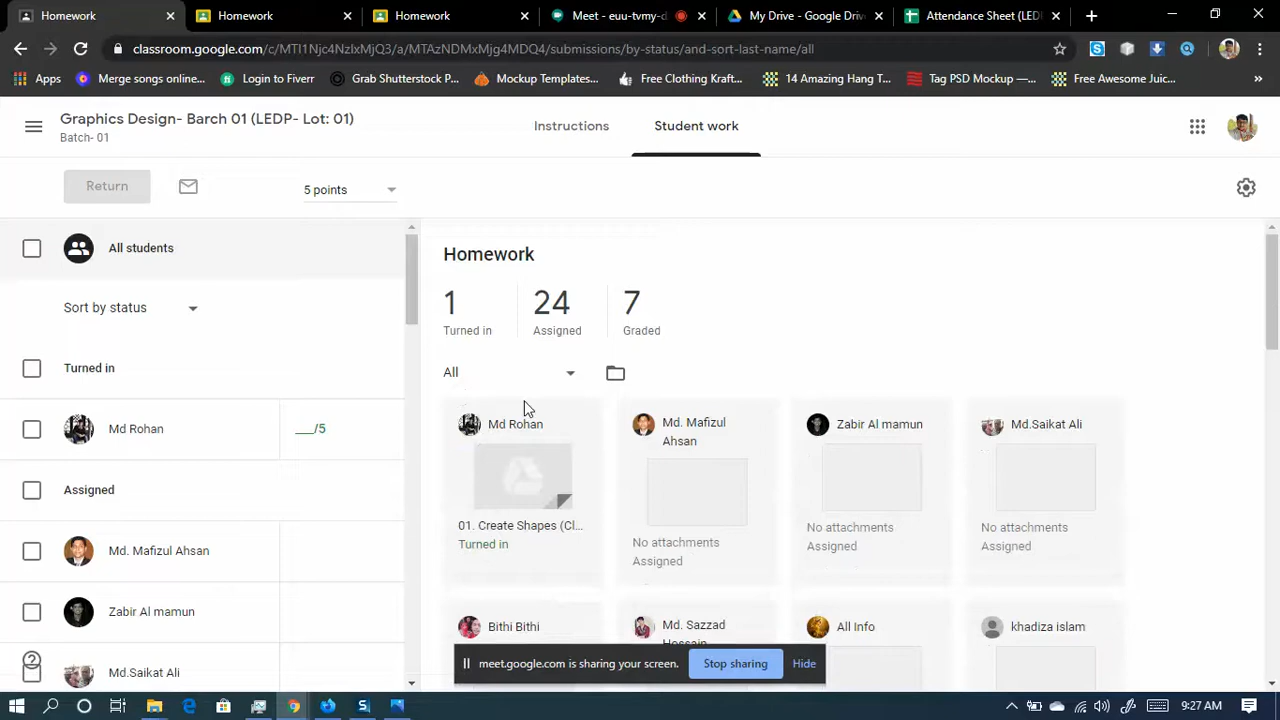 Homework
Homework
Homework
Meet - euu-tvmy-d
My Drive - Google Driv
Attendance Sheet (LED
classroom.google.com/c/MTI1Njc4NzIxMjQ3/a/MTAzNDMxMjg4MDQ4/submissions/by-status/and-sort-last-name/all
Apps
Merge songs online...
Login to Fiverr
Grab Shutterstock P...
Mockup Templates...
Free Clothing Kraft...
14 Amazing Hang T...
Tag PSD Mockup —...
Free Awesome Juic...
»
Graphics Design- Barch 01 (LEDP- Lot: 01)
Batch- 01
Instructions
Student work
Return
5 points
All students
Sort by status
Turned in
Md Rohan
___/5
Assigned
Md. Mafizul Ahsan
Zabir Al mamun
Md.Saikat Ali
Homework
1
24
7
Turned in
Assigned
Graded
All
Md Rohan
01. Create Shapes (Cl...
Turned in
Md. Mafizul
Ahsan
No attachments
Assigned
Zabir Al mamun
No attachments
Assigned
Md.Saikat Ali
No attachments
Assigned
Bithi Bithi
Md. Sazzad
Hossain
All Info
khadiza islam
meet.google.com is sharing your screen.
Stop sharing
Hide
9:27 AM